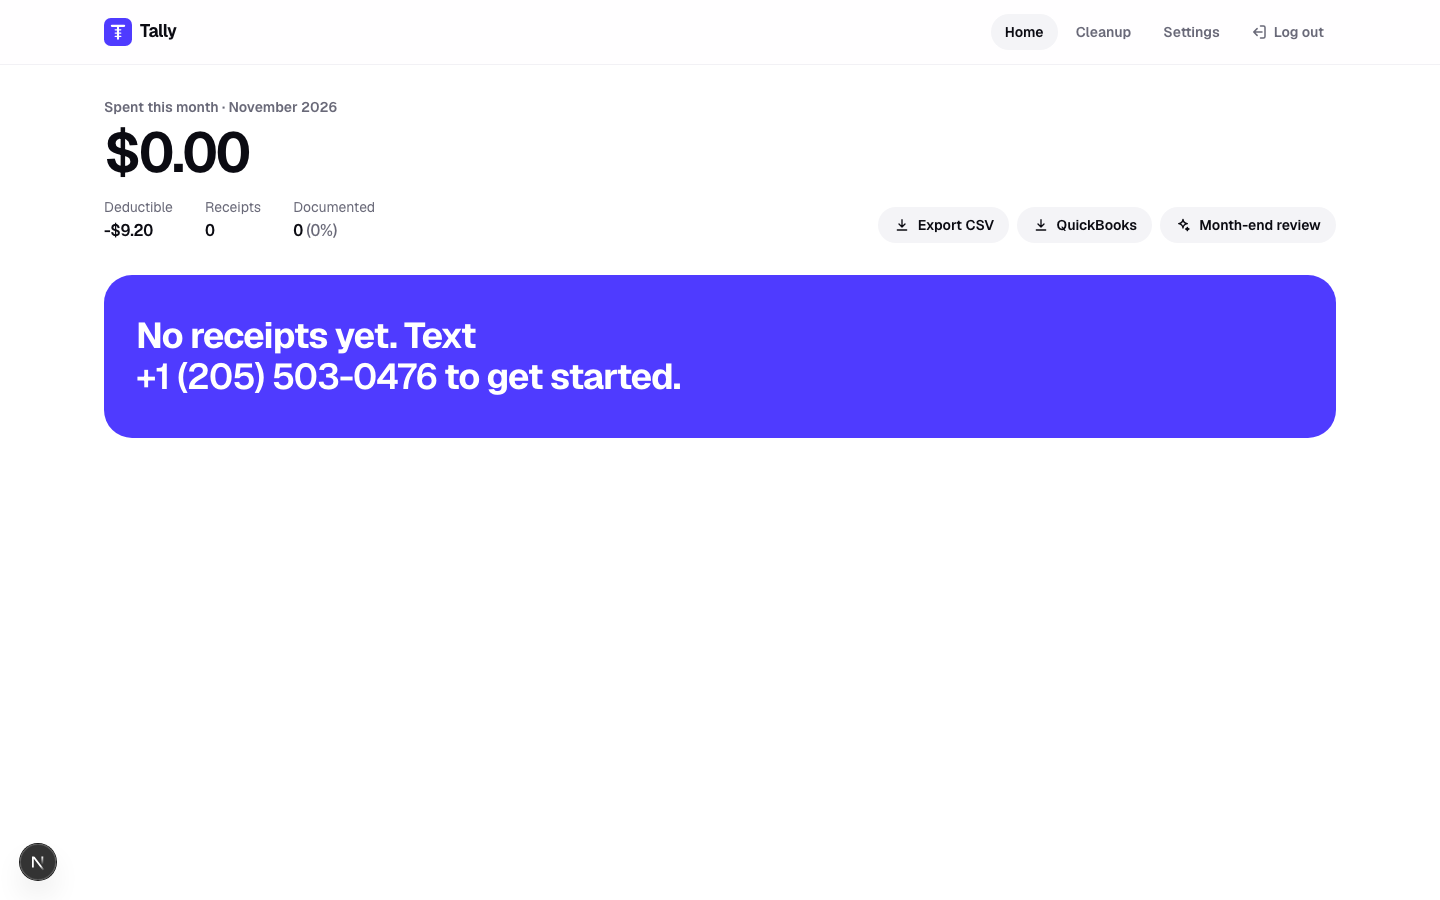 Tally
Home
Cleanup
Settings
Log out
Spent this month · November 2026
$0.00
Deductible
-$9.20
Receipts
0
Documented
0 (0%)
Export CSV
QuickBooks
Month-end review
No receipts yet. Text
+1 (205) 503-0476 to get started.
N